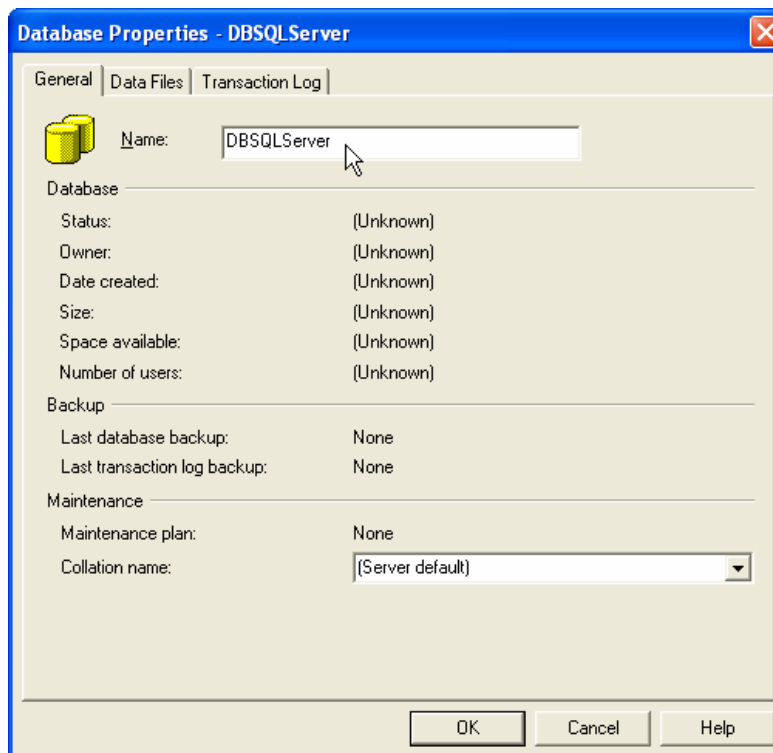 Database Properties - DBSQLServer
General Data Files Transaction Log
Name: DBSQLServer
Database
Status: (Unknown)
Owner: (Unknown)
Date created: (Unknown)
Size: (Unknown)
Space available: (Unknown)
Number of users: (Unknown)
Backup
Last database backup: None
Last transaction log backup: None
Maintenance
Maintenance plan: None
Collation name: (Server default)
OK Cancel Help